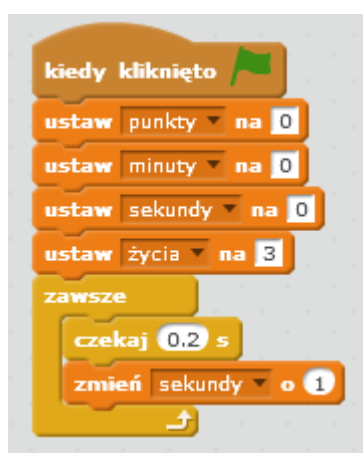 kiedy kliknięto
ustaw punkty na 0
ustaw minuty na 0
ustaw sekundy na 0
ustaw życia na 3
zawsze
czekaj 0.2 s
zmień sekundy o 1